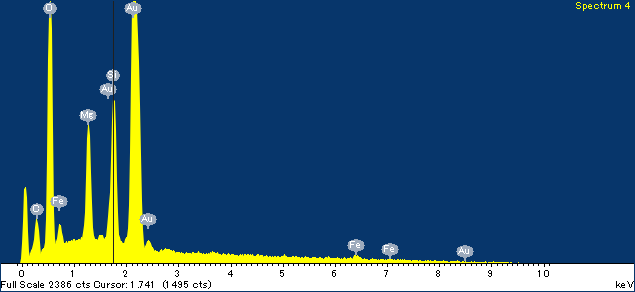 Spectrum 4
O Au
Si
Au
Mg
O Fe Au
Fe Fe Au
0 1 2 3 4 5 6 7 8 9 10
Full Scale 2386 cts Cursor: 1.741 (1495 cts) keV